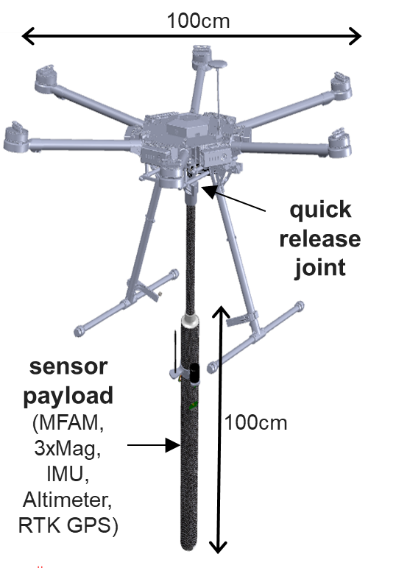 100cm
quick
release
joint
sensor
payload
(MFAM,
3xMag,
IMU,
Altimeter,
RTK GPS)
100cm